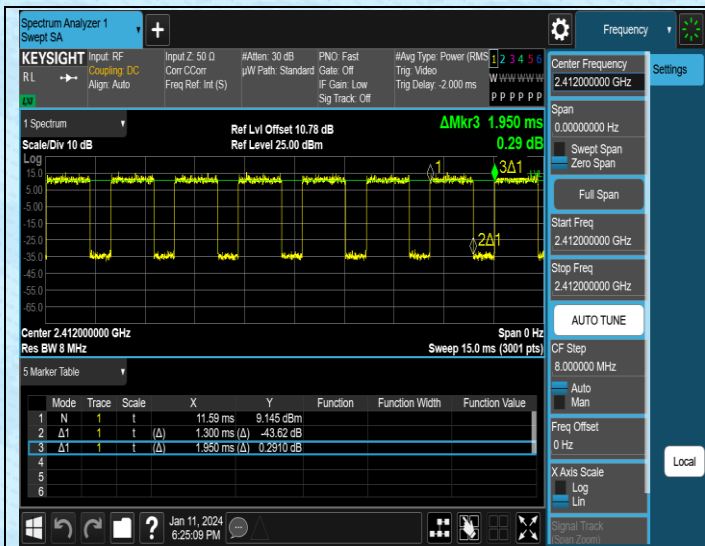 Spectrum Analyzer 1
Swept SA
Frequency
KEYSIGHT
RL
Input: RF
Coupling: DC
Align: Auto
Input Z: 50 Ω
Corr CCorr
Freq Ref: Int (S)
#Atten: 30 dB
µW Path: Standard
PNO: Fast
Gate: Off
IF Gain: Low
Sig Track: Off
#Avg Type: Power (RMS
Trig: Video
Trig Delay: -2.000 ms
1 2 3 4 5 6
W W W W W W
P P P P P P
Settings
1 Spectrum
Scale/Div 10 dB
Ref Lvl Offset 10.78 dB
Ref Level 25.00 dBm
ΔMkr3 1.950 ms
0.29 dB
Log
15.0
5.00
-5.00
-15.0
-25.0
-35.0
-45.0
-55.0
-65.0
1
3Δ1
2Δ1
Center 2.412000000 GHz
Span 0 Hz
Res BW 8 MHz
Sweep 15.0 ms (3001 pts)
5 Marker Table
Mode Trace Scale X Y Function Function Width Function Value
1 N 1 t 11.59 ms 9.145 dBm
2 Δ1 1 t (Δ) 1.300 ms (Δ) -43.62 dB
3 Δ1 1 t (Δ) 1.950 ms (Δ) 0.2910 dB
4
5
6
Center Frequency
2.412000000 GHz
Span
0.00000000 Hz
Swept Span
Zero Span
Full Span
Start Freq
2.412000000 GHz
Stop Freq
2.412000000 GHz
AUTO TUNE
CF Step
8.000000 MHz
Auto
Man
Freq Offset
0 Hz
X Axis Scale
Log
Lin
Signal Track
(Span Zoom)
Local
?
Jan 11, 2024
6:25:09 PM